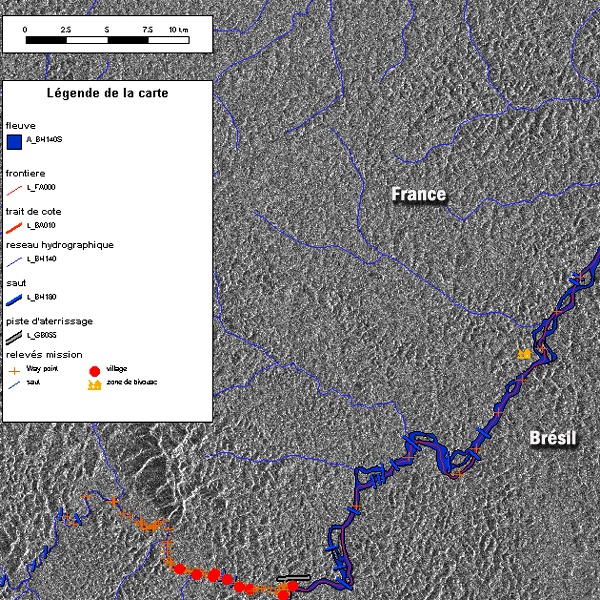 0 2.5 5 7.5 10 km
Légende de la carte
fleuve
A_BH140S
frontiere
L_FA000
trait de cote
L_BA010
reseau hydrographique
L_BH140
saut
L_BH180
piste d'aterrissage
L_GB055
relevés mission
Way point
village
saut
zone de bivouac
France
Brésil